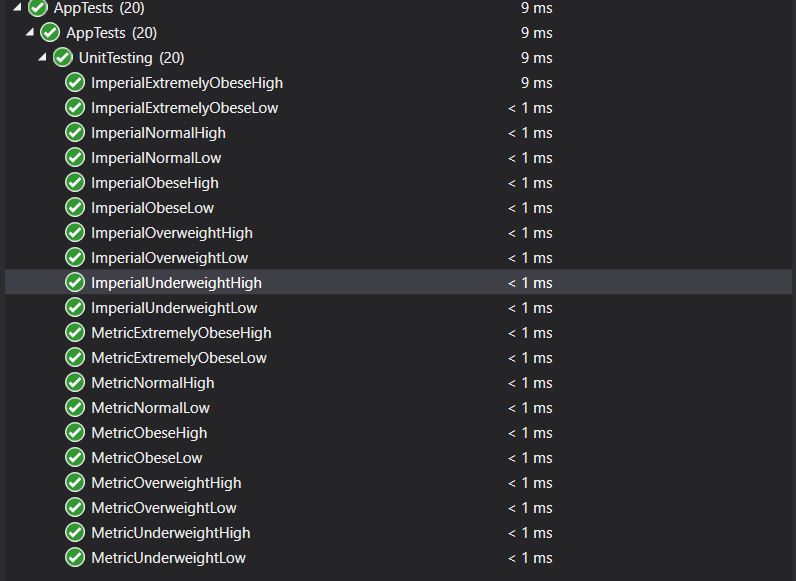 AppTests (20) 9 ms
AppTests (20) 9 ms
UnitTesting (20) 9 ms
ImperialExtremelyObeseHigh 9 ms
ImperialExtremelyObeseLow < 1 ms
ImperialNormalHigh < 1 ms
ImperialNormalLow < 1 ms
ImperialObeseHigh < 1 ms
ImperialObeseLow < 1 ms
ImperialOverweightHigh < 1 ms
ImperialOverweightLow < 1 ms
ImperialUnderweightHigh < 1 ms
ImperialUnderweightLow < 1 ms
MetricExtremelyObeseHigh < 1 ms
MetricExtremelyObeseLow < 1 ms
MetricNormalHigh < 1 ms
MetricNormalLow < 1 ms
MetricObeseHigh < 1 ms
MetricObeseLow < 1 ms
MetricOverweightHigh < 1 ms
MetricOverweightLow < 1 ms
MetricUnderweightHigh < 1 ms
MetricUnderweightLow < 1 ms